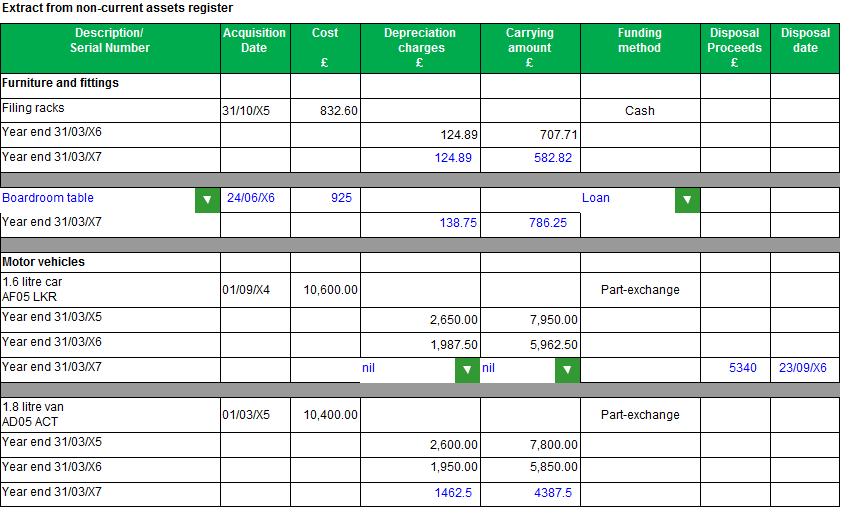 Extract from non-current assets register
Description/ Acquisition Cost Depreciation Carrying Funding Disposal Disposal
Serial Number Date charges amount method Proceeds date
£ £ £ £
Furniture and fittings
Filing racks 31/10/X5 832.60 Cash
Year end 31/03/X6 124.89 707.71
Year end 31/03/X7 124.89 582.82
Boardroom table 24/06/X6 925 Loan
Year end 31/03/X7 138.75 786.25
Motor vehicles
1.6 litre car
AF05 LKR 01/09/X4 10,600.00 Part-exchange
Year end 31/03/X5 2,650.00 7,950.00
Year end 31/03/X6 1,987.50 5,962.50
Year end 31/03/X7 nil nil 5340 23/09/X6
1.8 litre van
AD05 ACT 01/03/X5 10,400.00 Part-exchange
Year end 31/03/X5 2,600.00 7,800.00
Year end 31/03/X6 1,950.00 5,850.00
Year end 31/03/X7 1462.5 4387.5